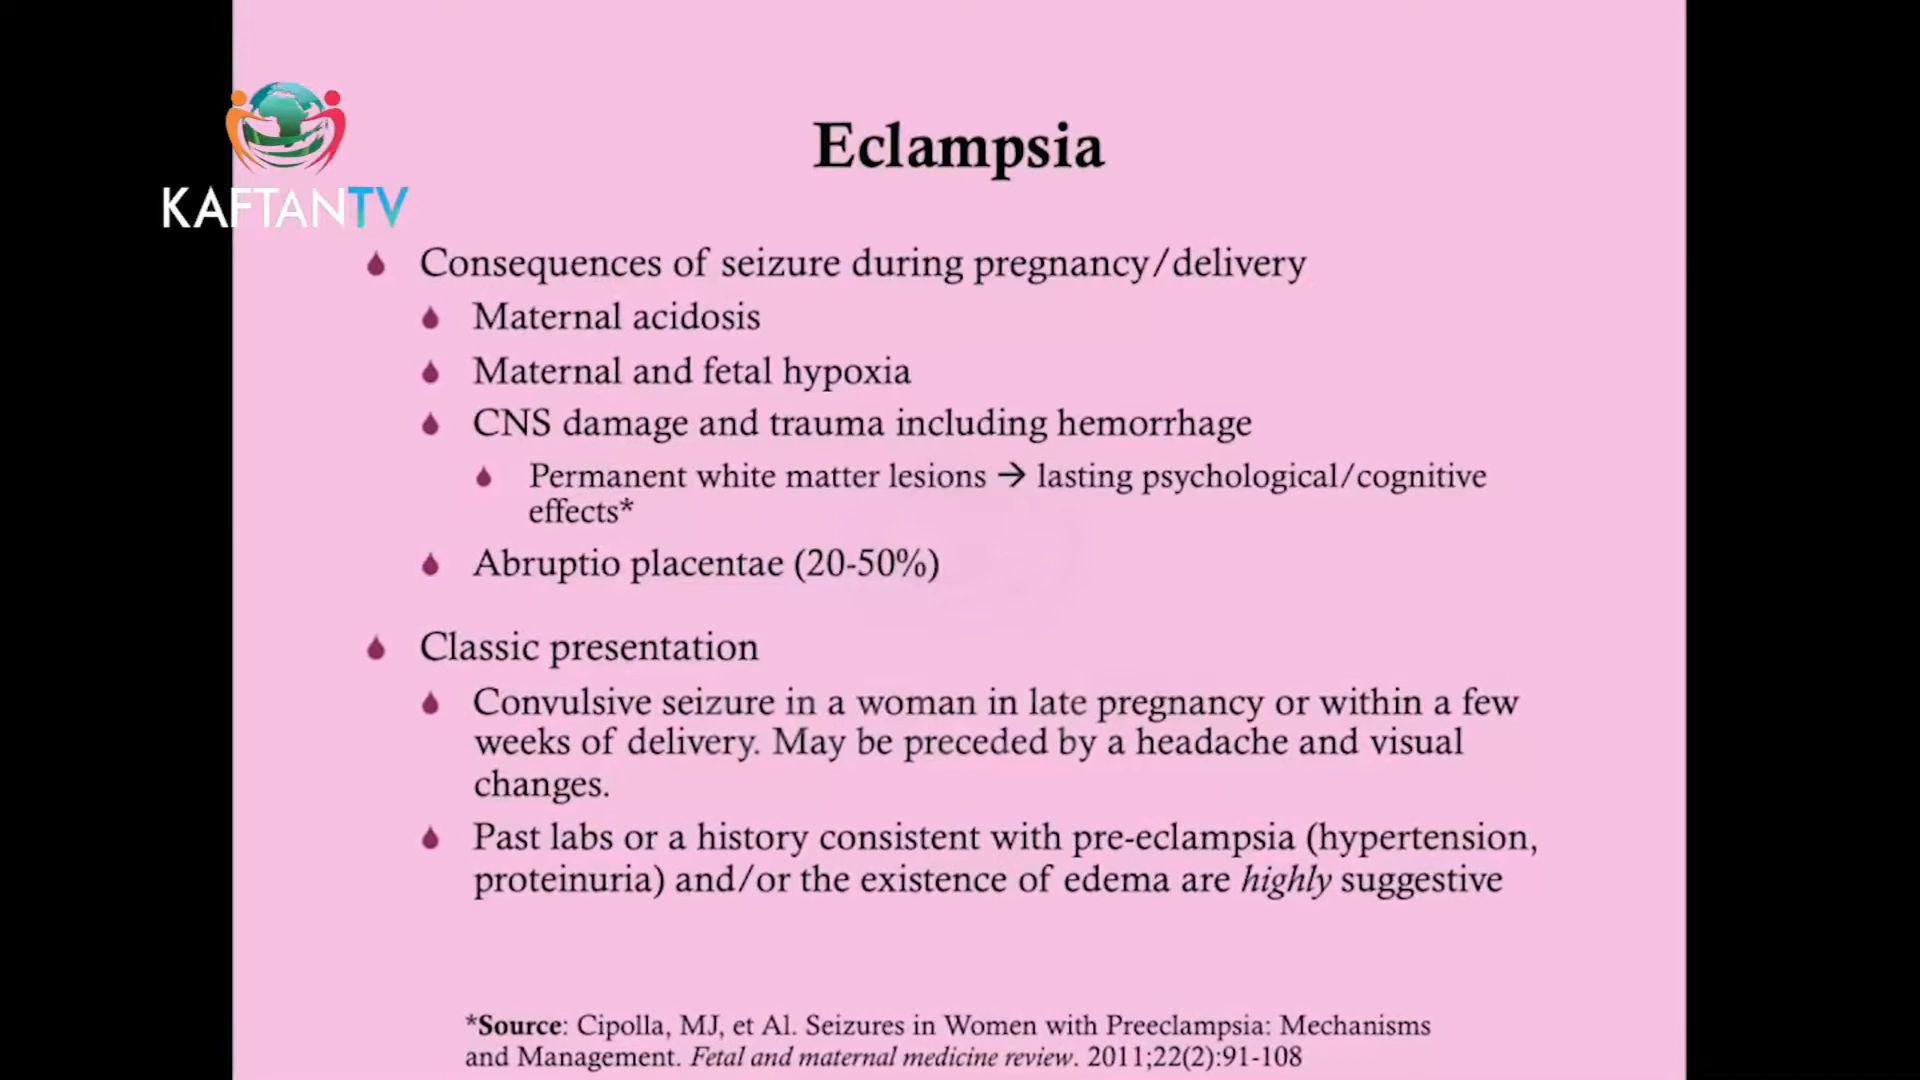 KAFTANTV
Eclampsia
Consequences of seizure during pregnancy/delivery
Maternal acidosis
Maternal and fetal hypoxia
CNS damage and trauma including hemorrhage
Permanent white matter lesions → lasting psychological/cognitive
effects*
Abruptio placentae (20-50%)
Classic presentation
Convulsive seizure in a woman in late pregnancy or within a few
weeks of delivery. May be preceded by a headache and visual
changes.
Past labs or a history consistent with pre-eclampsia (hypertension,
proteinuria) and/or the existence of edema are highly suggestive
*Source: Cipolla, MJ, et Al. Seizures in Women with Preeclampsia: Mechanisms
and Management. Fetal and maternal medicine review. 2011;22(2):91-108